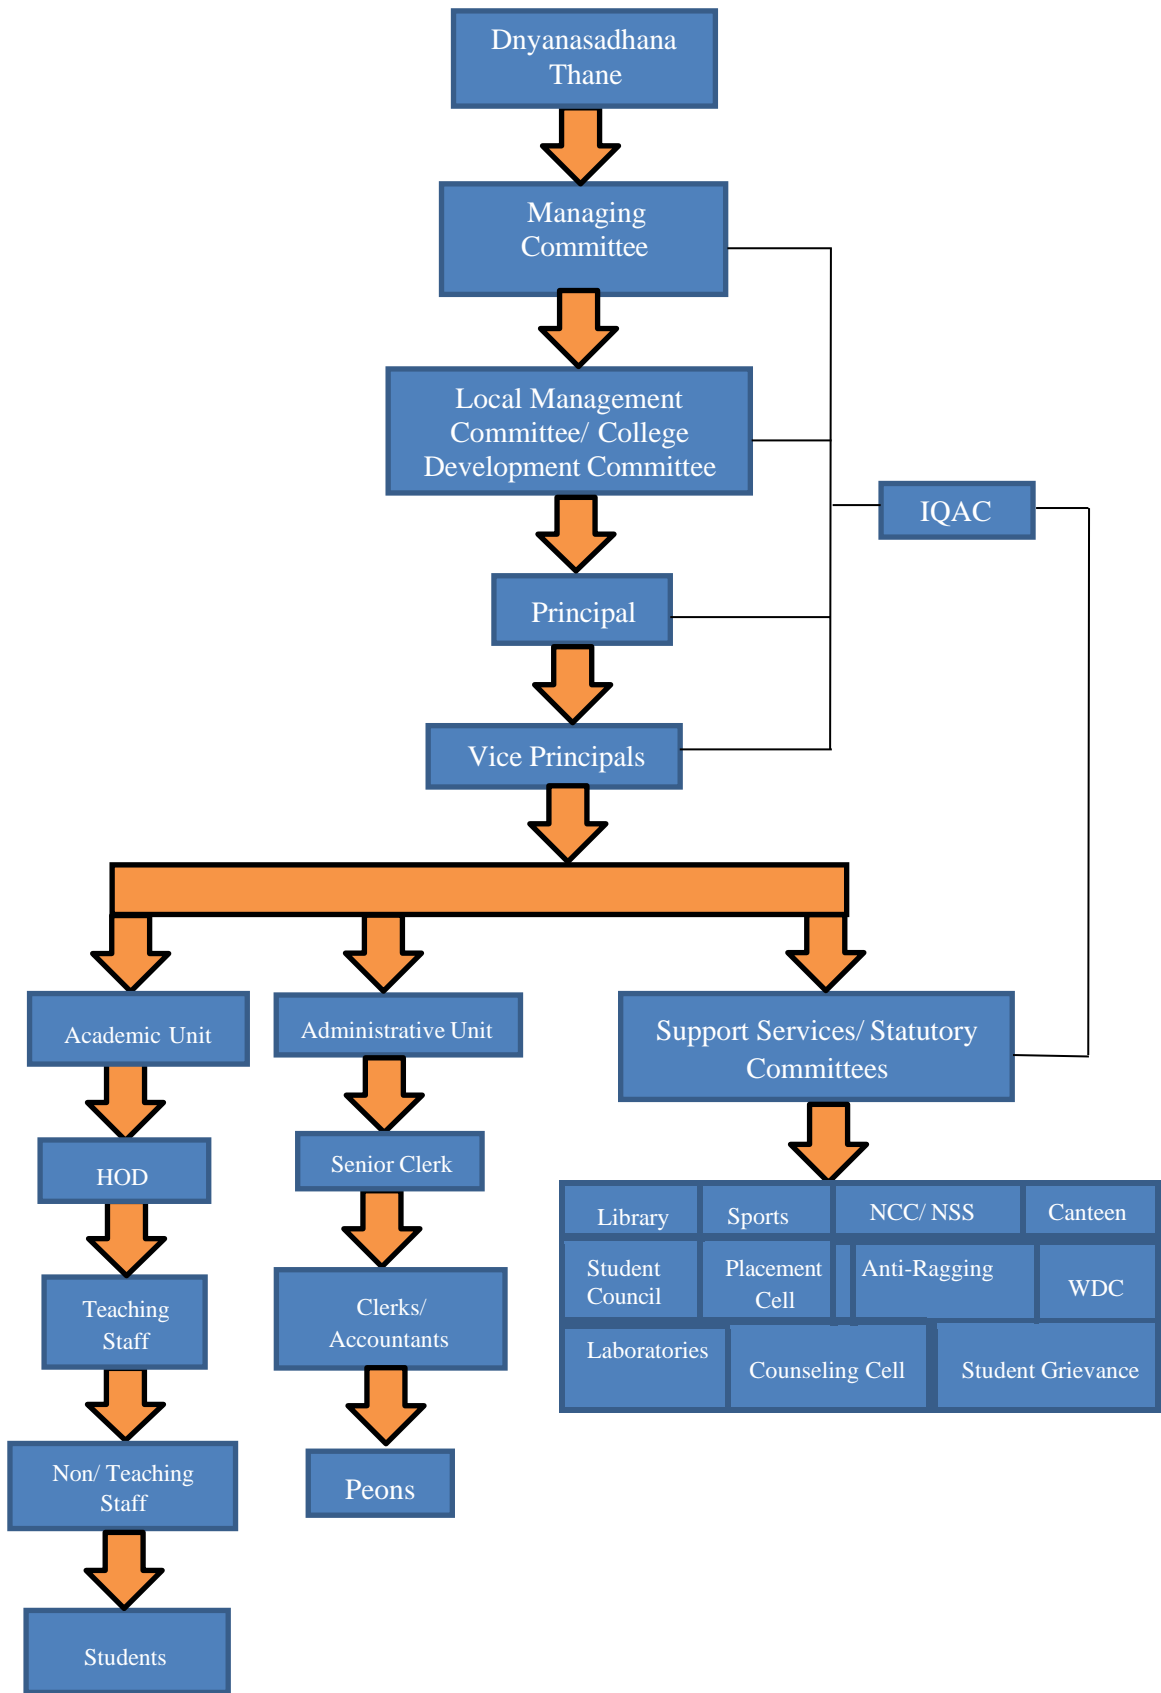 Dnyanasadhana
Thane
Managing
Committee
Local Management
Committee/ College
Development Committee
IQAC
Principal
Vice Principals
Academic Unit
Administrative Unit
Support Services/ Statutory
Committees
HOD
Senior Clerk
Library
Sports
NCC/ NSS
Canteen
Student
Council
Placement
Cell
Anti-Ragging
WDC
Teaching
Staff
Clerks/
Accountants
Laboratories
Counseling Cell
Student Grievance
Non/ Teaching
Staff
Peons
Students